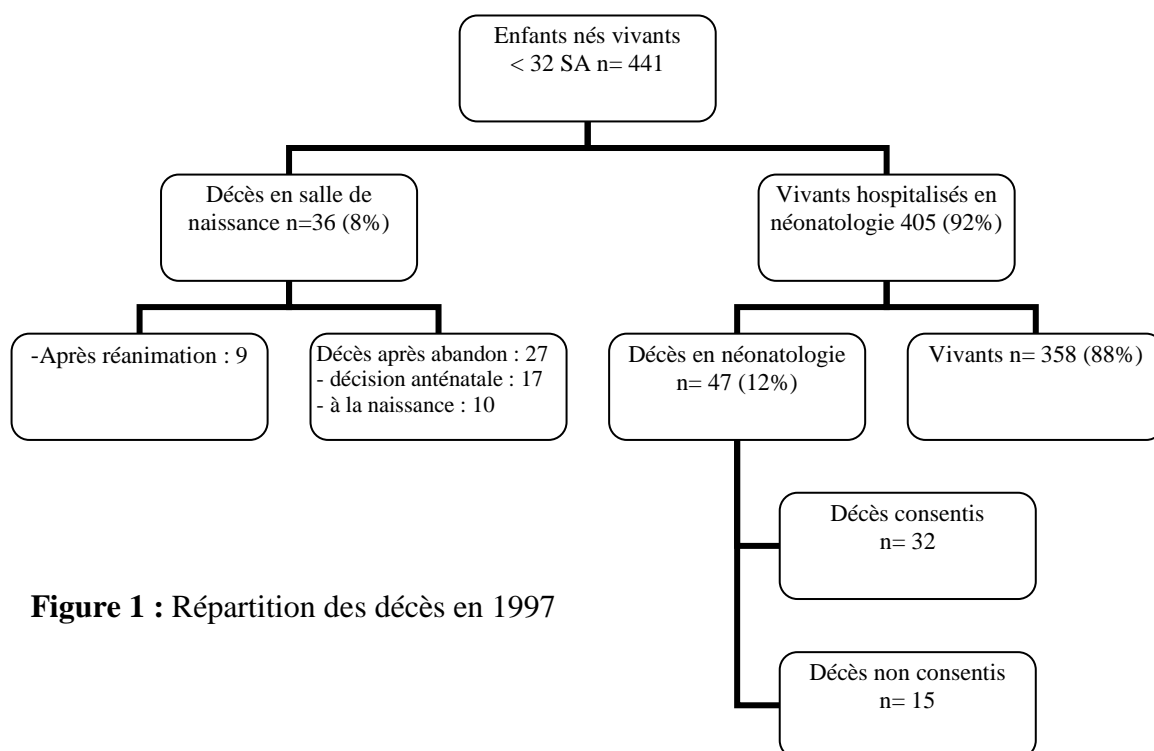 Enfants nés vivants
< 32 SA n= 441
Décès en salle de
naissance n=36 (8%)
Vivants hospitalisés en
néonatologie 405 (92%)
-Après réanimation : 9
Décès après abandon : 27
- décision anténatale : 17
- à la naissance : 10
Décès en néonatologie
n= 47 (12%)
Vivants n= 358 (88%)
Décès consentis
n= 32
Figure 1 : Répartition des décès en 1997
Décès non consentis
n= 15